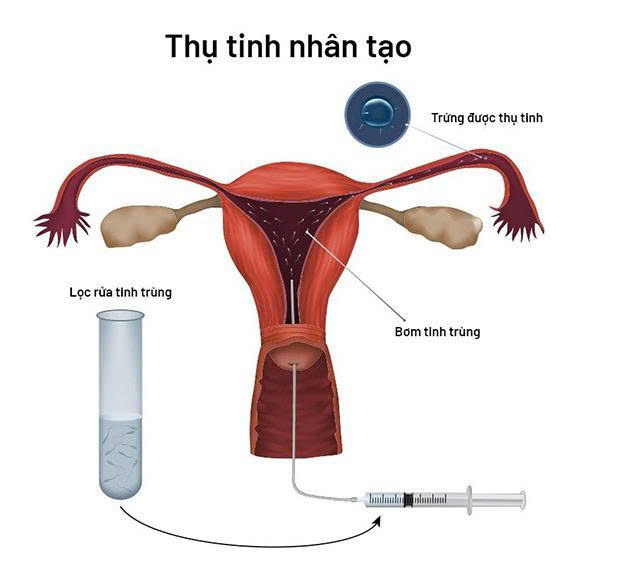 Thụ tinh nhân tạo
Trứng được thụ tinh
Lọc rửa tinh trùng
Bơm tinh trùng